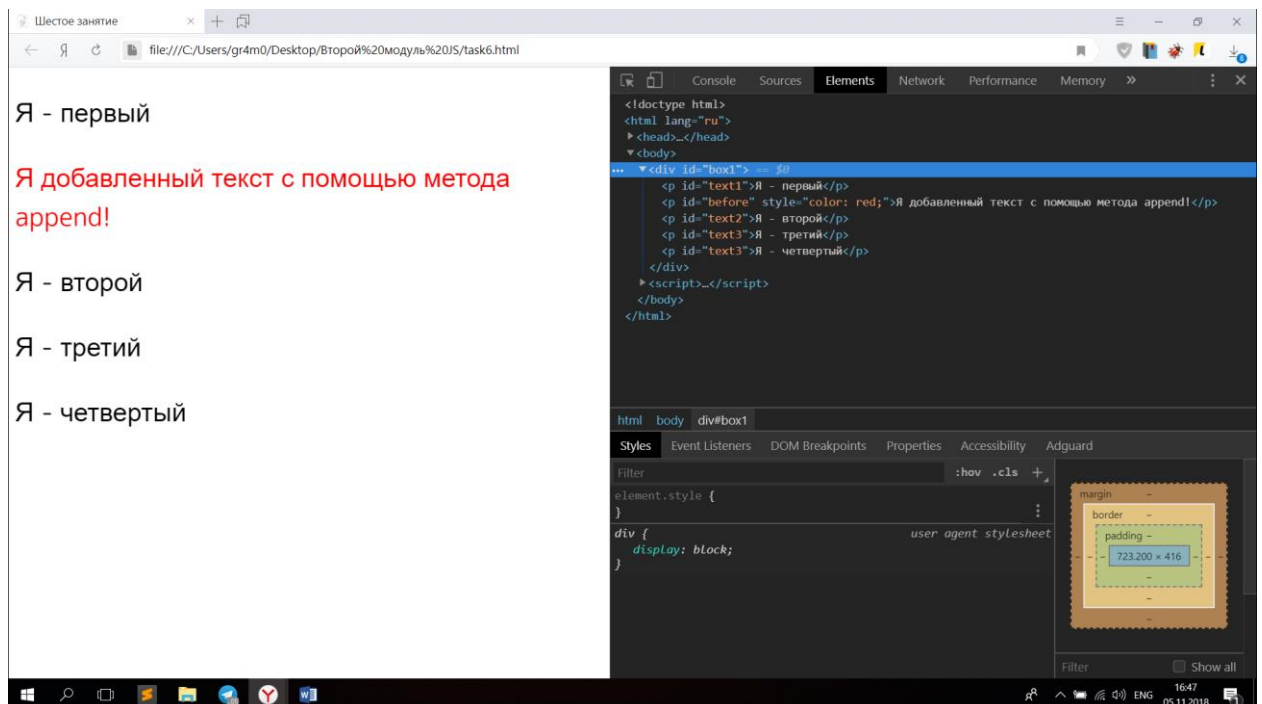 Шестое занятие
file:///C:/Users/gr4m0/Desktop/Второй%20модуль%20JS/task6.html
Я - первый
Я добавленный текст с помощью метода
append!
Я - второй
Я - третий
Я - четвертый
Console Sources Elements Network Performance Memory »
<!doctype html>
<html lang="ru">
<head>…</head>
<body>
<div id="box1"> == $0
<p id="text1">Я - первый</p>
<p id="before" style="color: red;">Я добавленный текст с помощью метода append!</p>
<p id="text2">Я - второй</p>
<p id="text3">Я - третий</p>
<p id="text3">Я - четвертый</p>
</div>
<script>…</script>
</body>
</html>
html body div#box1
Styles Event Listeners DOM Breakpoints Properties Accessibility Adguard
Filter :hov .cls +
element.style {
}
div { user agent stylesheet
display: block;
}
margin -
border -
padding -
723.200 × 416
Filter Show all
ENG 16:47
05.11.2018